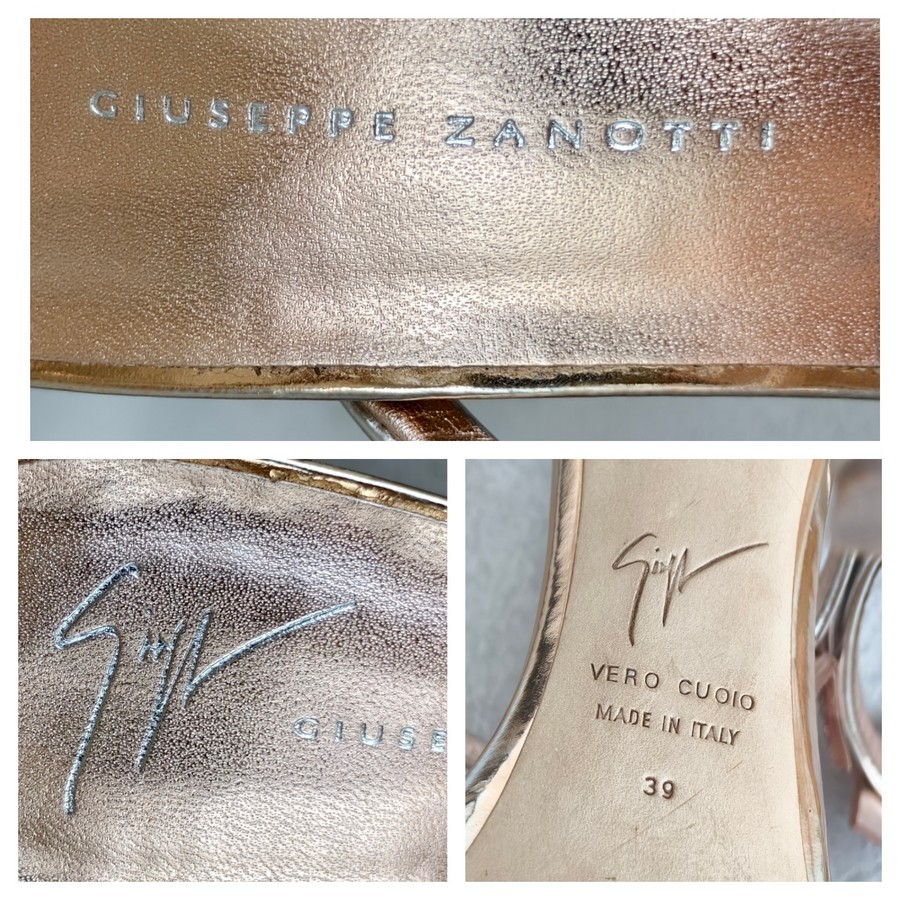 GIUSEPPE ZANOTTI
GIUSE
VERO CUOIO
MADE IN ITALY
39